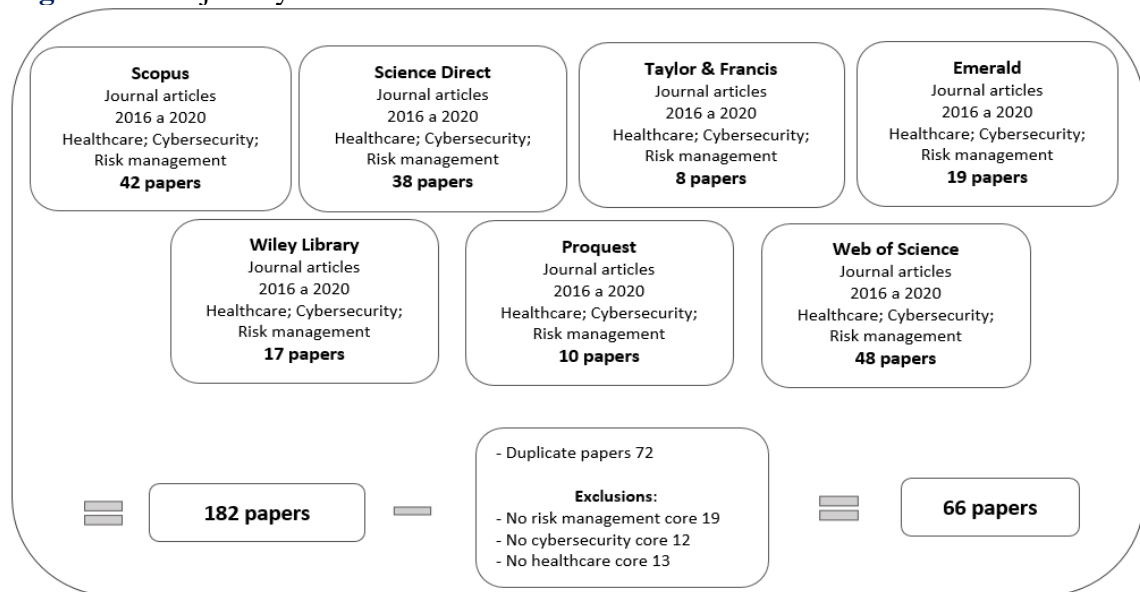 Scopus
Journal articles
2016 a 2020
Healthcare; Cybersecurity;
Risk management
42 papers
Science Direct
Journal articles
2016 a 2020
Healthcare; Cybersecurity;
Risk management
38 papers
Taylor & Francis
Journal articles
2016 a 2020
Healthcare; Cybersecurity;
Risk management
8 papers
Emerald
Journal articles
2016 a 2020
Healthcare; Cybersecurity;
Risk management
19 papers
Wiley Library
Journal articles
2016 a 2020
Healthcare; Cybersecurity;
Risk management
17 papers
Proquest
Journal articles
2016 a 2020
Healthcare; Cybersecurity;
Risk management
10 papers
Web of Science
Journal articles
2016 a 2020
Healthcare; Cybersecurity;
Risk management
48 papers
182 papers
- Duplicate papers 72
Exclusions:
- No risk management core 19
- No cybersecurity core 12
- No healthcare core 13
66 papers